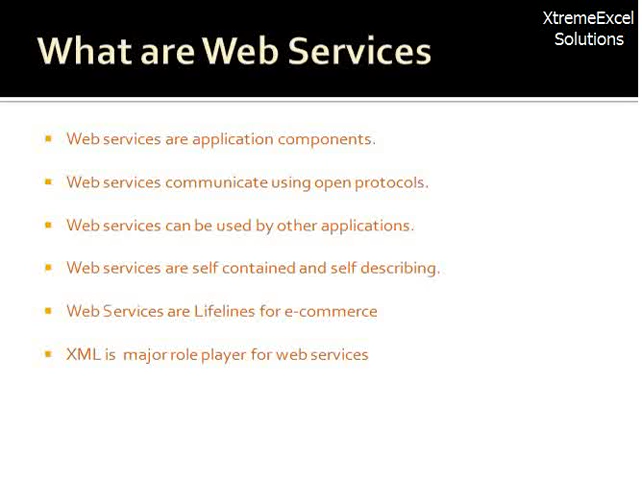 XtremeExcel
Solutions
What are Web Services
Web services are application components.
Web services communicate using open protocols.
Web services can be used by other applications.
Web services are self contained and self describing.
Web Services are Lifelines for e-commerce
XML is  major role player for web services